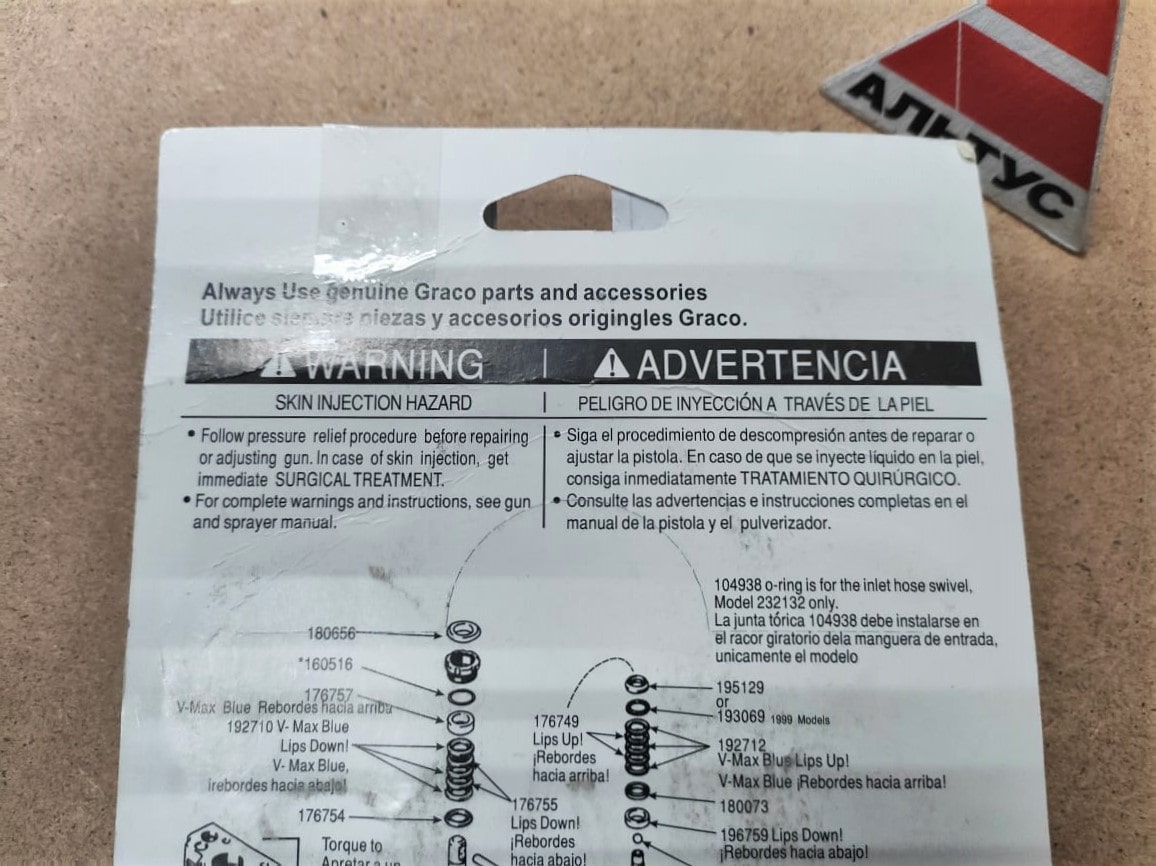 АЛЬТУС
Always Use genuine Graco parts and accessories
Utilice siempre piezas y accesorios origingles Graco.
WARNING | ADVERTENCIA
SKIN INJECTION HAZARD | PELIGRO DE INYECCIÓN A TRAVÉS DE LA PIEL
• Follow pressure relief procedure before repairing
or adjusting gun. In case of skin injection, get
immediate SURGICAL TREATMENT.
• For complete warnings and instructions, see gun
and sprayer manual.
• Siga el procedimiento de descompresión antes de reparar o
ajustar la pistola. En caso de que se inyecte líquido en la piel,
consiga inmediatamente TRATAMIENTO QUIRÚRGICO.
• Consulte las advertencias e instrucciones completas en el
manual de la pistola y el pulverizador.
104938 o-ring is for the inlet hose swivel,
Model 232132 only.
La junta tórica 104938 debe instalarse en
el racor giratorio dela manguera de entrada,
unicamente el modelo
180656
*160516
176757
V-Max Blue Rebordes hacia arriba
192710 V- Max Blue
Lips Down!
V- Max Blue,
¡rebordes hacia abajo!
176754
176755
Lips Down!
¡Rebordes
hacia abajo!
Torque to
Apretar a un
176749
Lips Up!
¡Rebordes
hacia arriba!
195129
or
193069 1999 Models
192712
V-Max Blue Lips Up!
V-Max Blue ¡Rebordes hacia arriba!
180073
196759 Lips Down!
¡Rebordes hacia abajo!